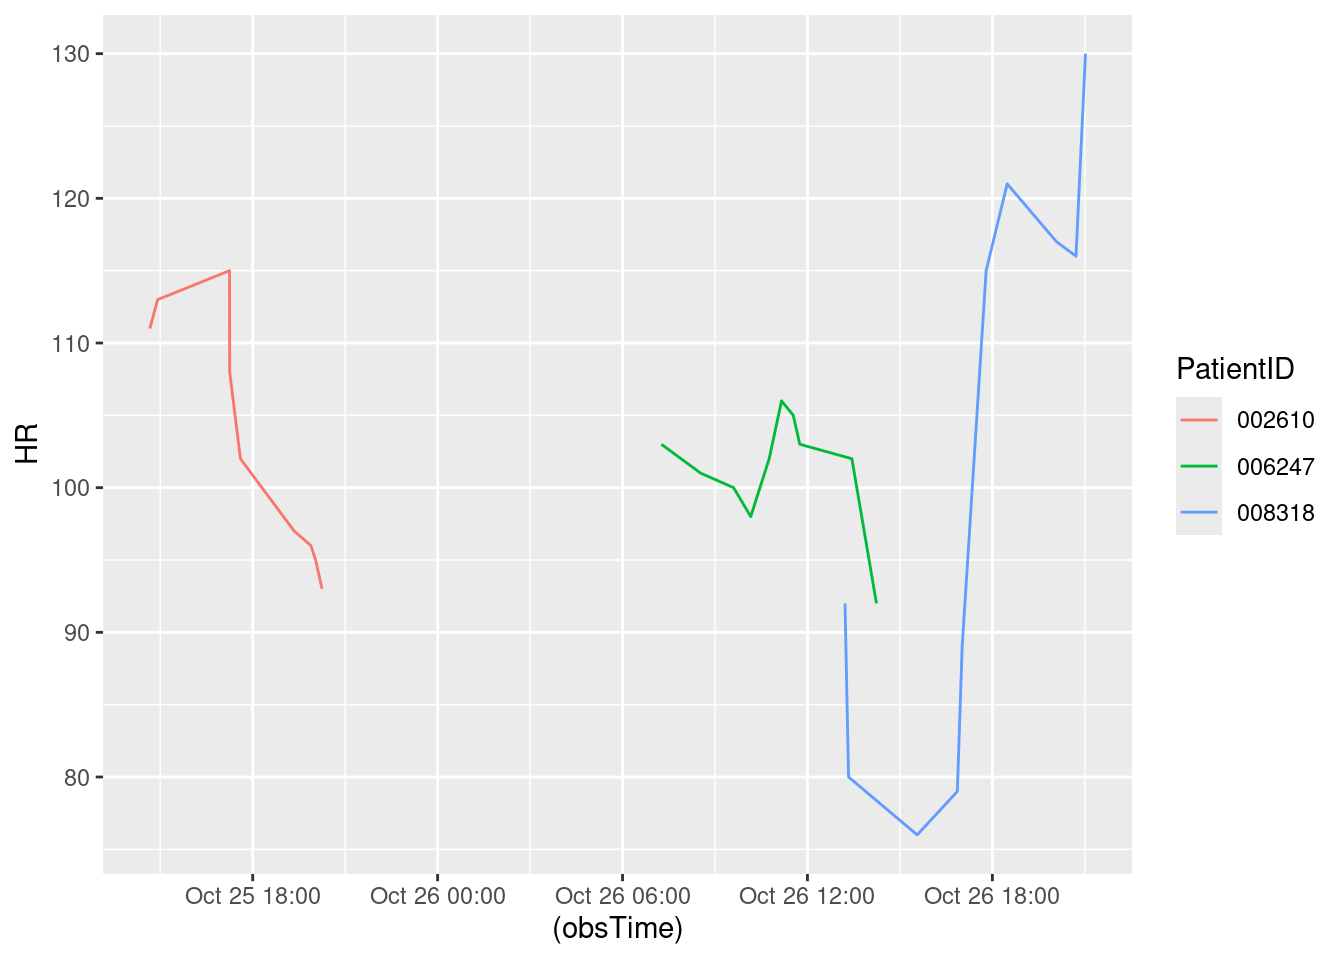 130
120
110
100
90
80
HR
Oct 25 18:00
Oct 26 00:00
Oct 26 06:00
Oct 26 12:00
Oct 26 18:00
(obsTime)
PatientID
002610
006247
008318